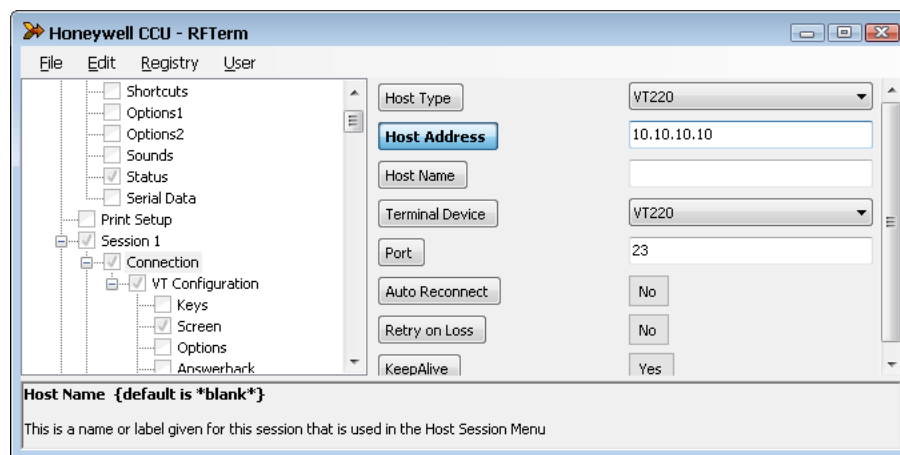 Honeywell CCU - RFTerm
File Edit Registry User
Shortcuts
Options1
Options2
Sounds
Status
Serial Data
Print Setup
Session 1
Connection
VT Configuration
Keys
Screen
Options
Answerback
Host Type VT220
Host Address 10.10.10.10
Host Name
Terminal Device VT220
Port 23
Auto Reconnect No
Retry on Loss No
KeepAlive Yes
Host Name {default is *blank*}
This is a name or label given for this session that is used in the Host Session Menu